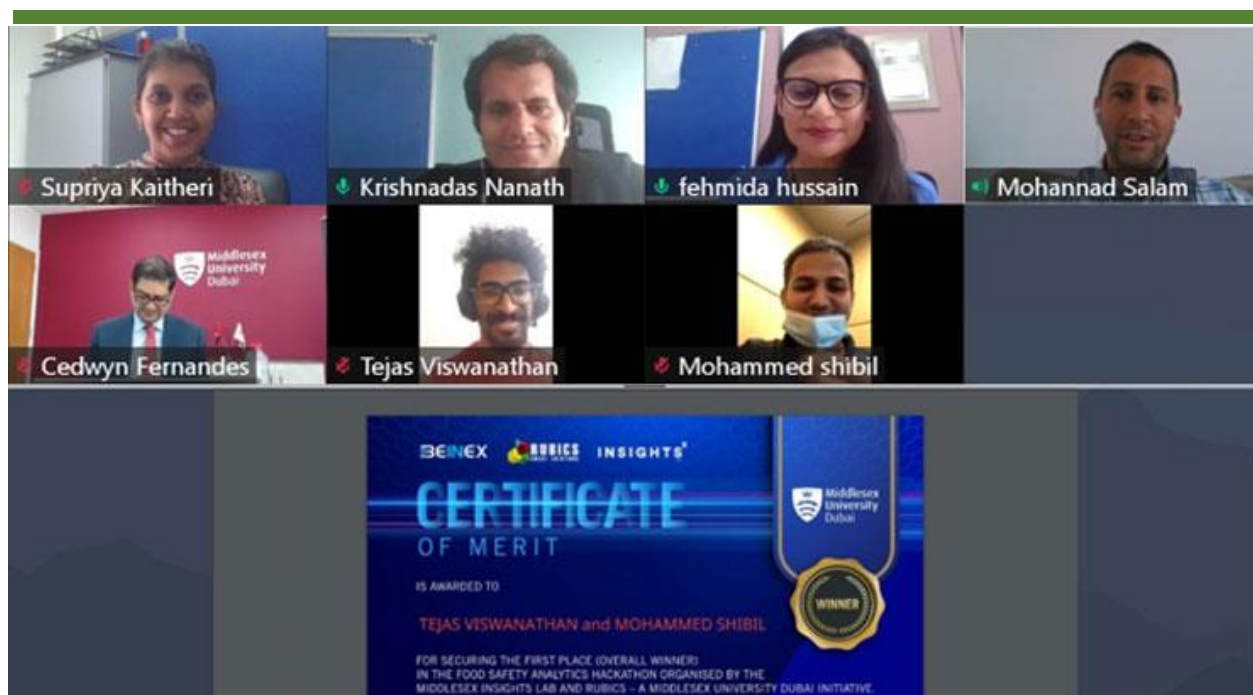 Supriya Kaitheri
Krishnadas Nanath
fehmida hussain
Mohannad Salam
Middlesex
University
Dubai
Cedwyn Fernandes
Tejas Viswanathan
Mohammed shibil
BEINEX RUBICS INSIGHTS
CERTIFICATE
OF MERIT
Middlesex
University
Dubai
IS AWARDED TO
WINNER
TEJAS VISWANATHAN and MOHAMMED SHIBIL
FOR SECURING THE FIRST PLACE (OVERALL WINNER)
IN THE FOOD SAFETY ANALYTICS HACKATHON ORGANISED BY THE
MIDDLESEX INSIGHTS LAB AND RUBICS – A MIDDLESEX UNIVERSITY DUBAI INITIATIVE.